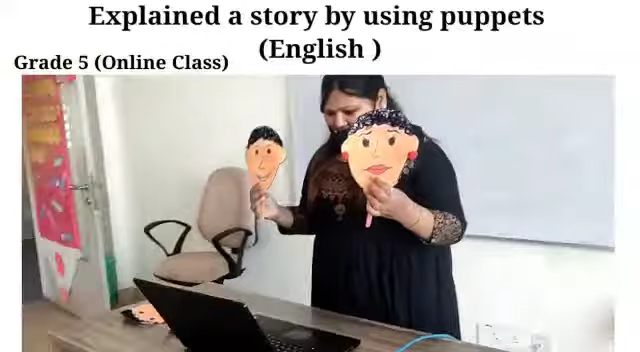 Explained a story by using puppets
(English )
Grade 5 (Online Class)